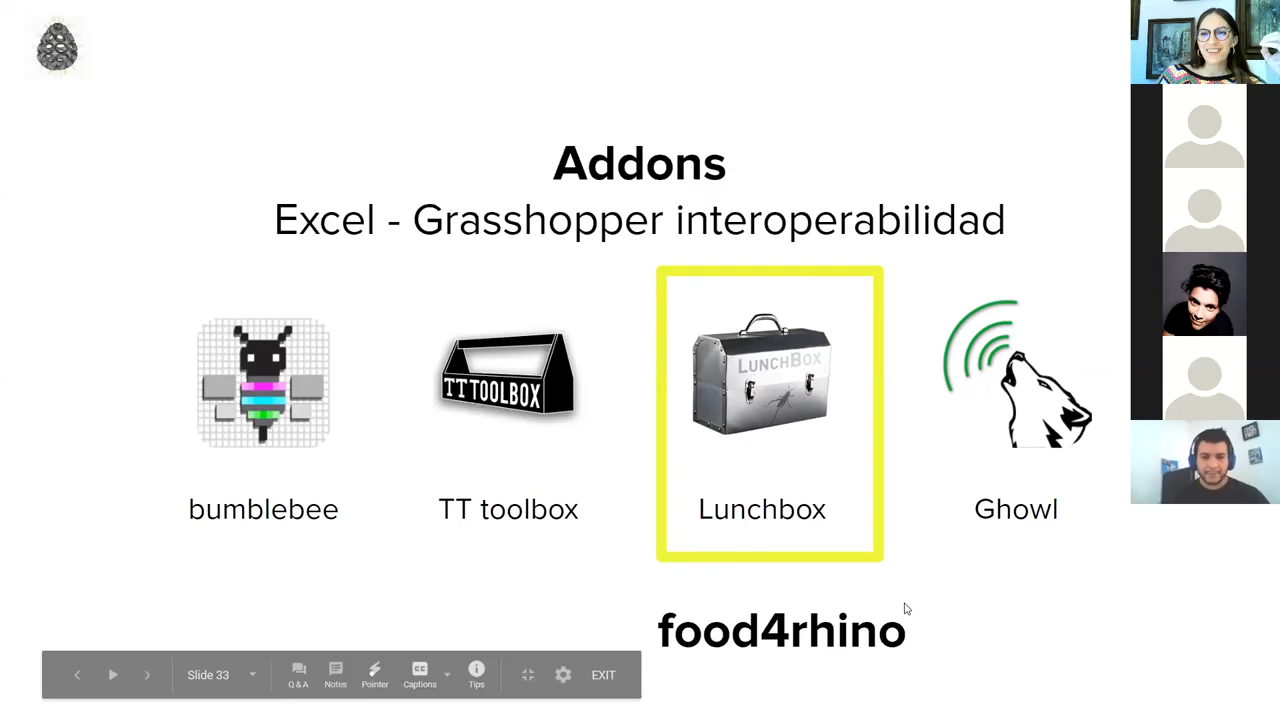 Addons
Excel - Grasshopper interoperabilidad
TT TOOLBOX
LUNCHBOX
bumblebee
TT toolbox
Lunchbox
Ghowl
food4rhino
Slide 33
Q & A
Notes
Pointer
Captions
Tips
EXIT